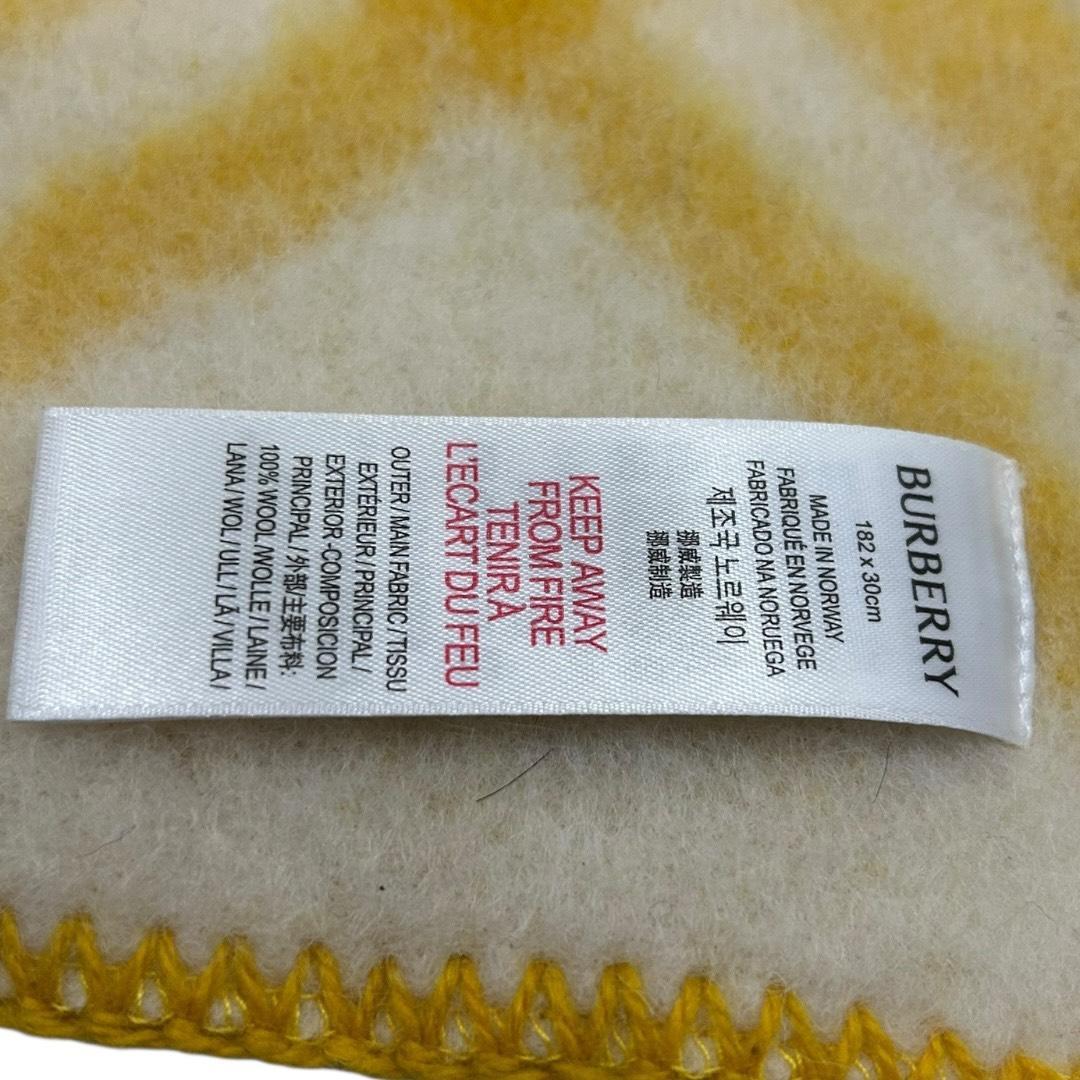 BURBERRY
182 x 30cm
MADE IN NORWAY
FABRIQUÉ EN NORVEGE
FABRICADO NA NORUEGA
제조국 노르웨이
挪威製造
挪威制造
KEEP AWAY
FROM FIRE
TENIR À
L'ECART DU FEU
OUTER / MAIN FABRIC / TISSU
EXTÉRIEUR / PRINCIPAL /
EXTERIOR-COMPOSICION
PRINCIPAL / 外部/主要布料:
100% WOOL /WOLLE / LAINE /
LANA / WOL / ULL / LÃ / VILLA /